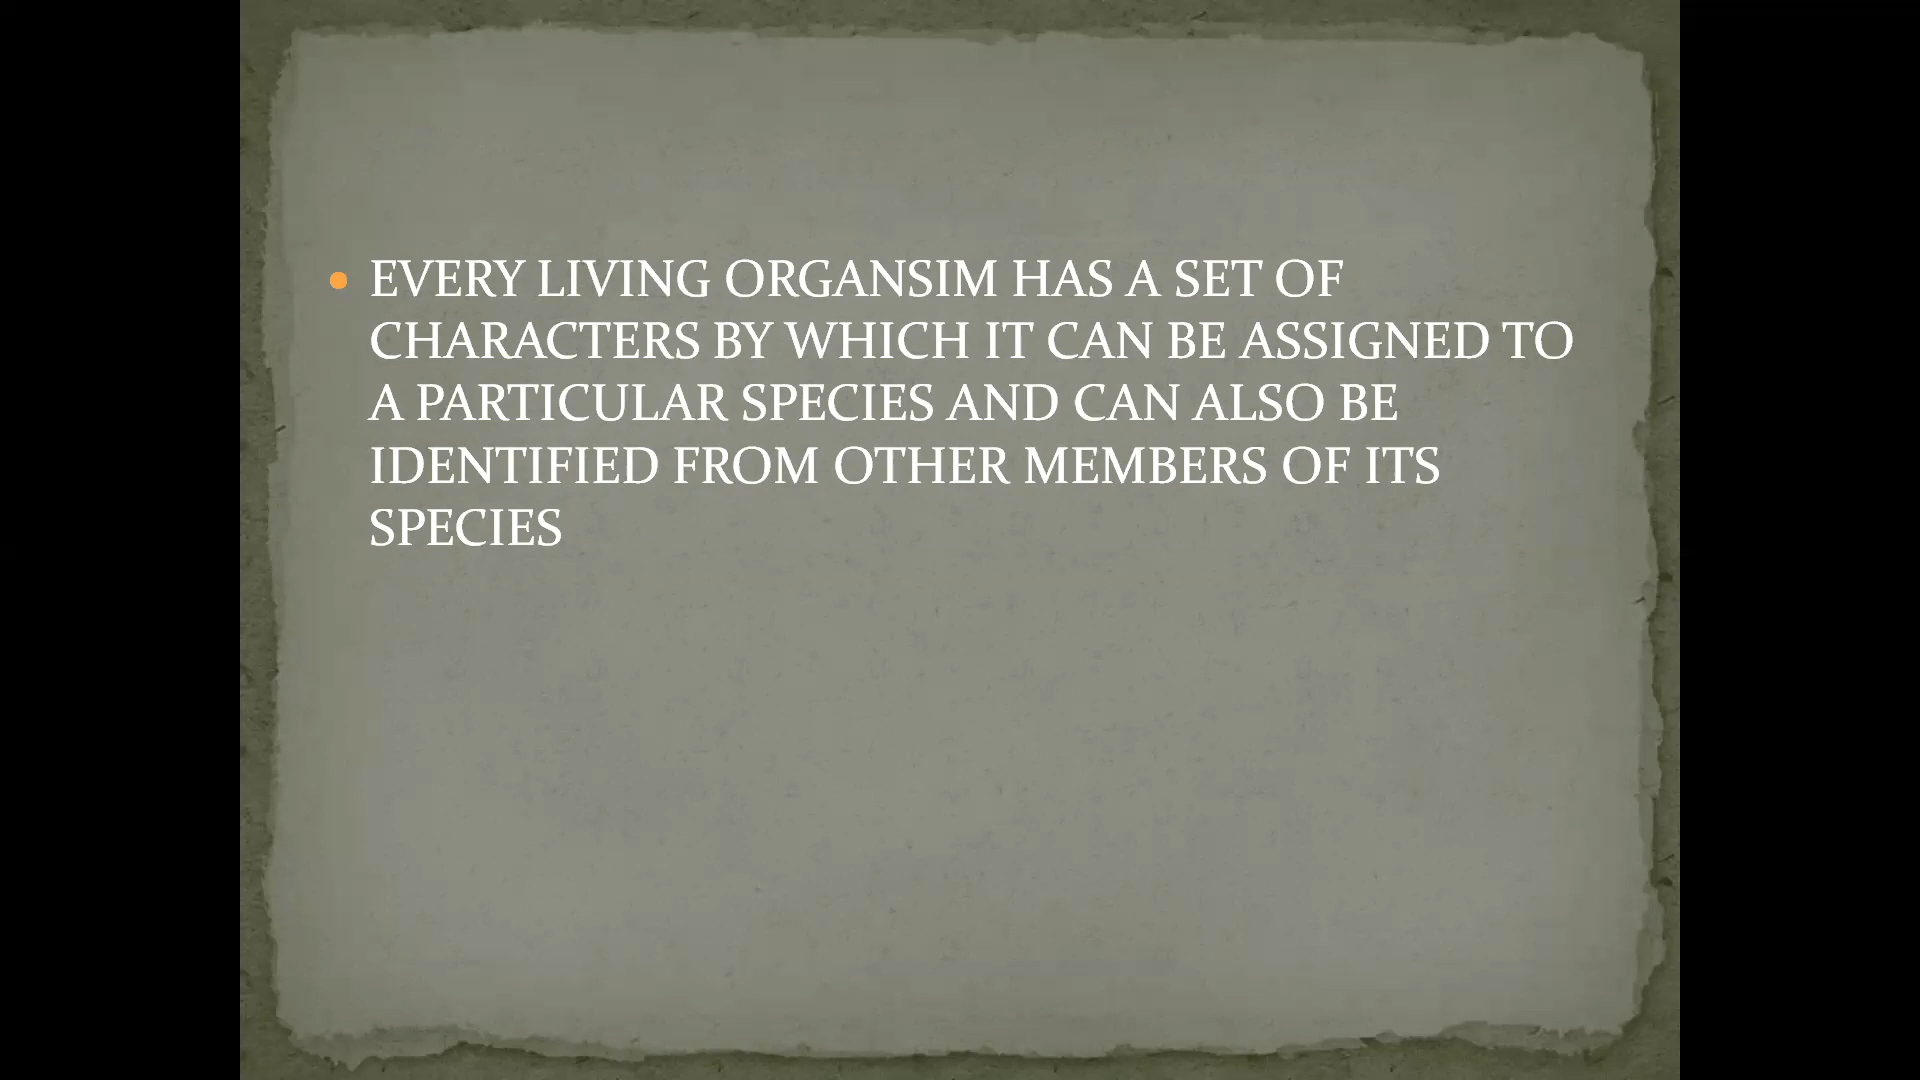 EVERY LIVING ORGANSIM HAS A SET OF
CHARACTERS BY WHICH IT CAN BE ASSIGNED TO
A PARTICULAR SPECIES AND CAN ALSO BE
IDENTIFIED FROM OTHER MEMBERS OF ITS
SPECIES